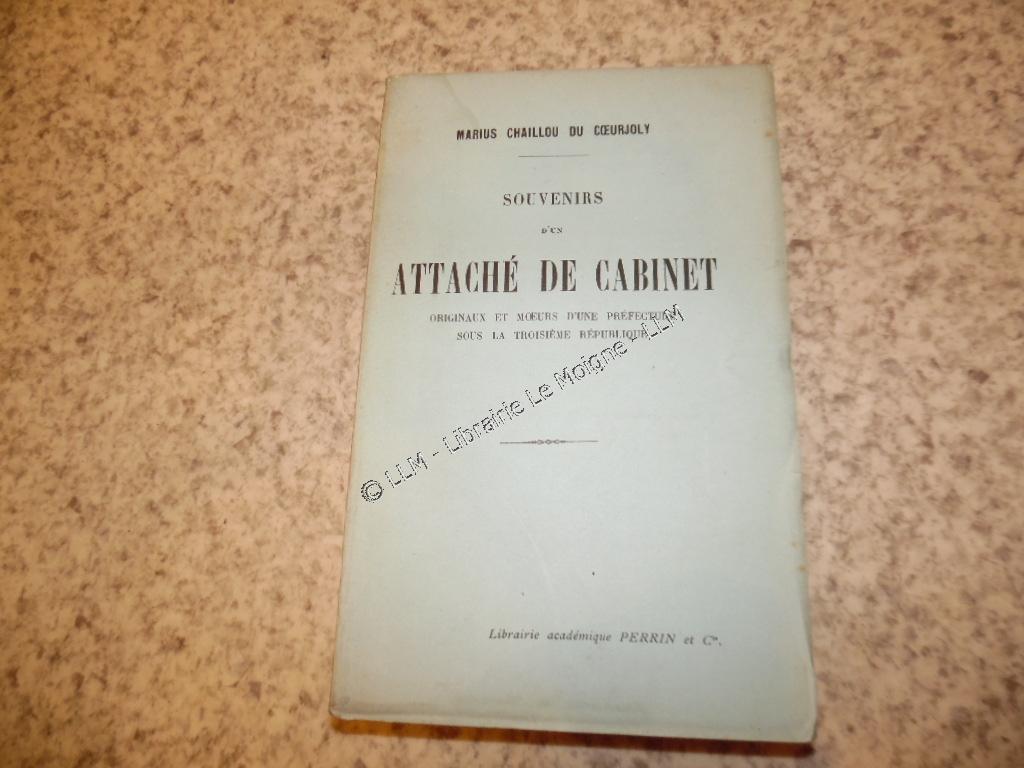 MARIUS CHAILLOU DU CŒURJOLY
SOUVENIRS
D'UN
ATTACHÉ DE CABINET
ORIGINAUX ET MŒURS D'UNE PRÉFECTURE
SOUS LA TROISIÈME RÉPUBLIQUE
© LLM - Librairie Le Moigne - LLM
Librairie académique PERRIN et Cie.